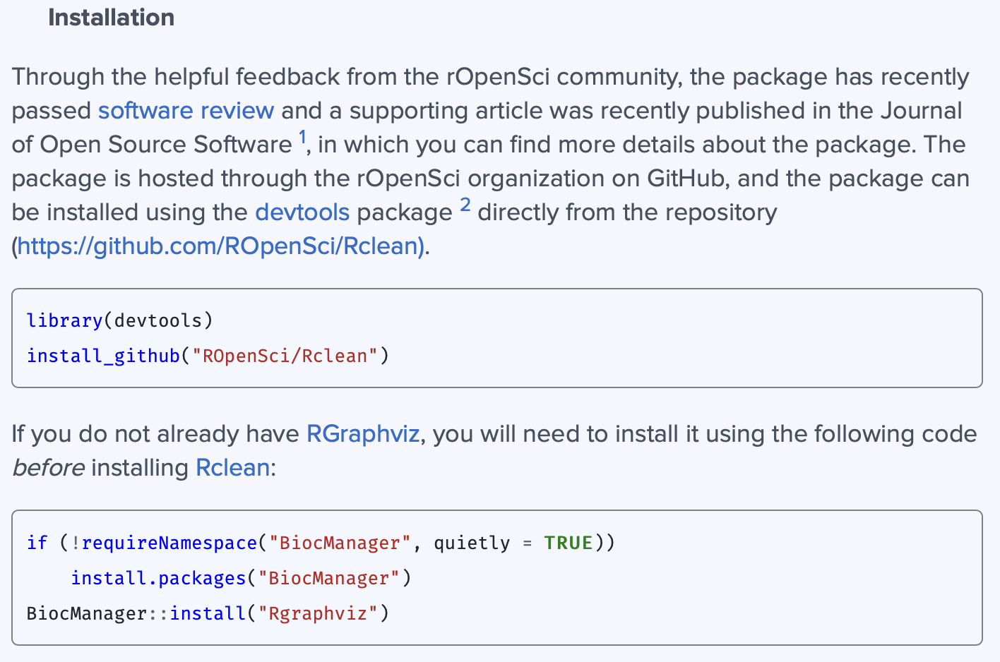 Installation
Through the helpful feedback from the rOpenSci community, the package has recently
passed software review and a supporting article was recently published in the Journal
of Open Source Software 1, in which you can find more details about the package. The
package is hosted through the rOpenSci organization on GitHub, and the package can
be installed using the devtools package 2 directly from the repository
(https://github.com/ROpenSci/Rclean).
library(devtools)
install_github("ROpenSci/Rclean")
If you do not already have RGraphviz, you will need to install it using the following code
before installing Rclean:
if (!requireNamespace("BiocManager", quietly = TRUE))
    install.packages("BiocManager")
BiocManager::install("Rgraphviz")